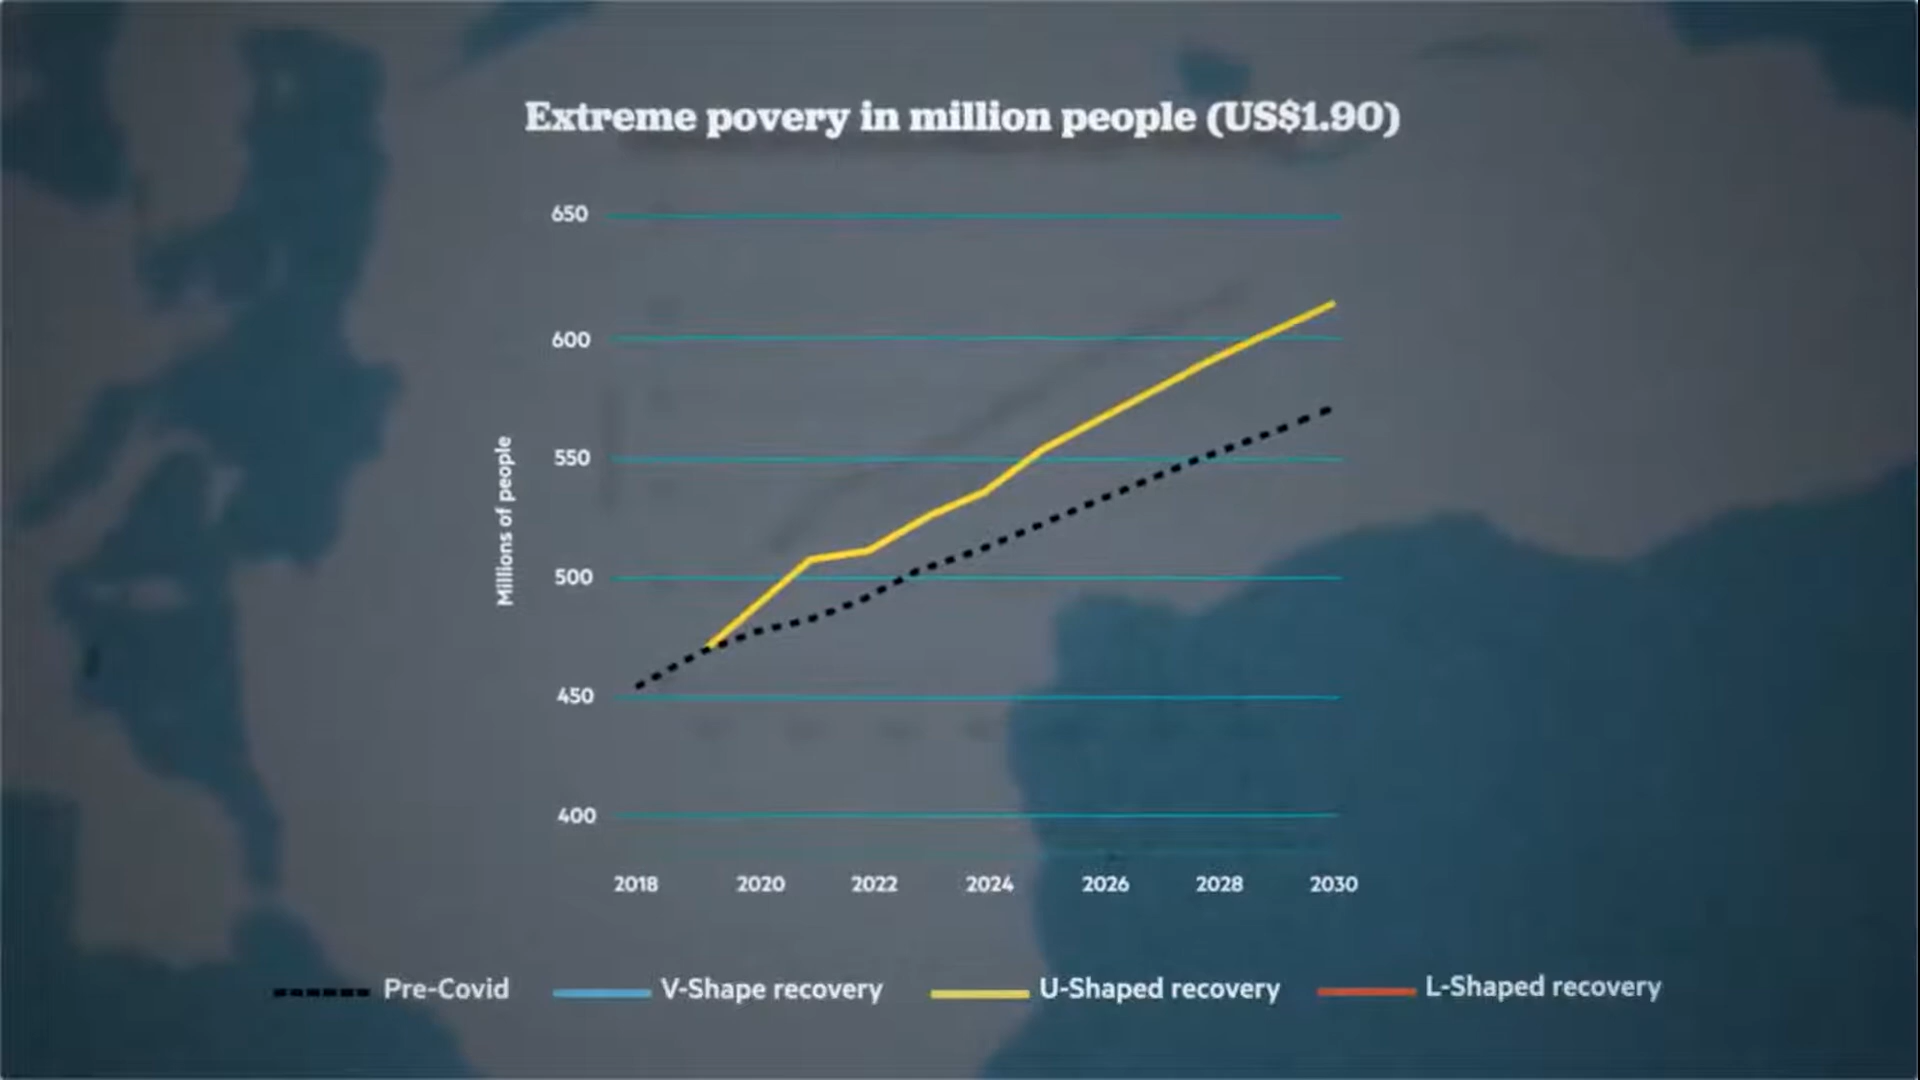 Extreme povery in million people (US$1.90)
650
600
550
500
450
400
Millions of people
2018 2020 2022 2024 2026 2028 2030
Pre-Covid V-Shape recovery U-Shaped recovery L-Shaped recovery